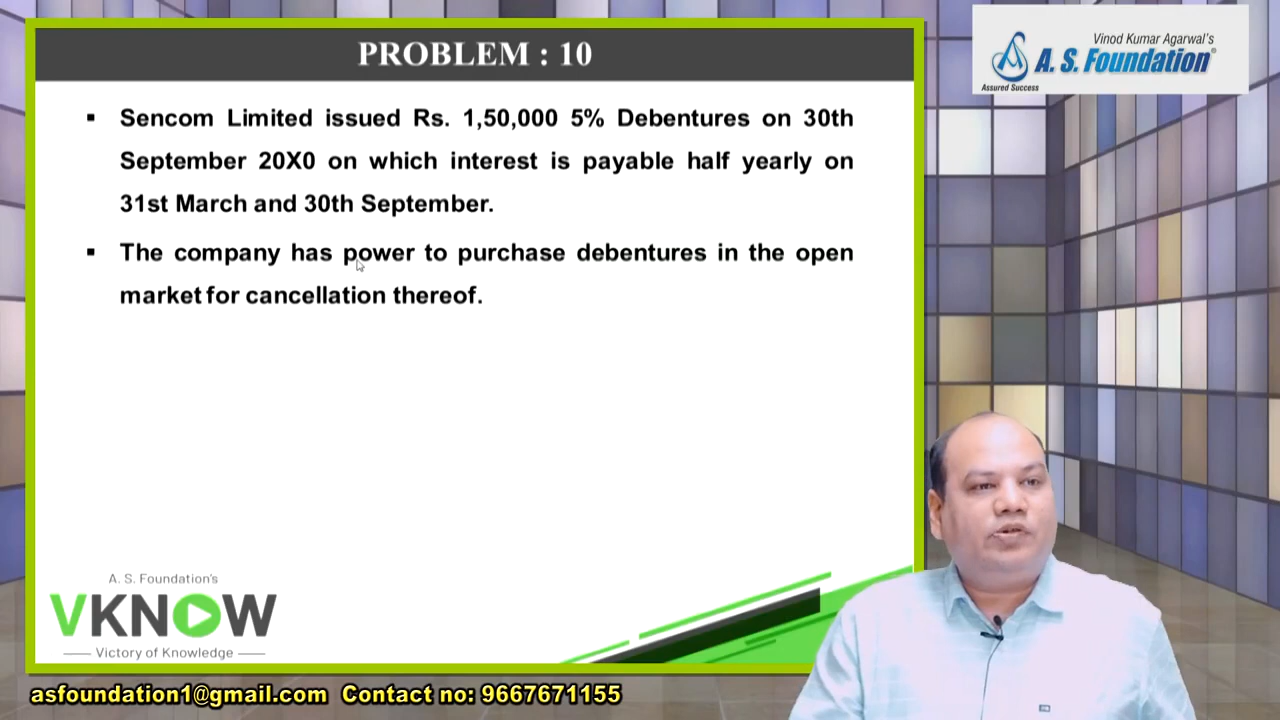 PROBLEM : 10
Vinod Kumar Agarwal's
A. S. Foundation®
Assured Success
▪ Sencom Limited issued Rs. 1,50,000 5% Debentures on 30th
September 20X0 on which interest is payable half yearly on
31st March and 30th September.
▪ The company has power to purchase debentures in the open
market for cancellation thereof.
A. S. Foundation's
VKNOW
Victory of Knowledge
asfoundation1@gmail.com Contact no: 9667671155